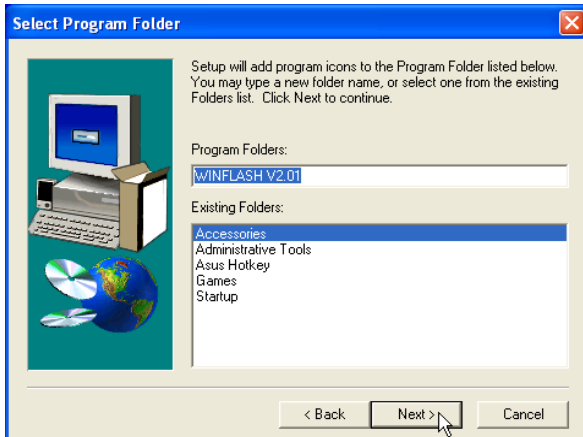 Select Program Folder
Setup will add program icons to the Program Folder listed below.
You may type a new folder name, or select one from the existing
Folders list. Click Next to continue.
Program Folders:
WINFLASH V2.01
Existing Folders:
Accessories
Administrative Tools
Asus Hotkey
Games
Startup
< Back
Next >
Cancel